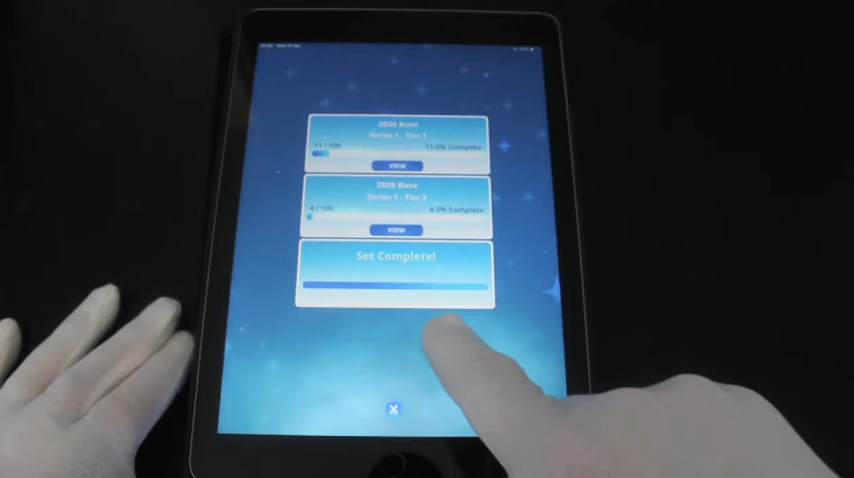 2020 Base
Series 1 - Tier 1
11 / 100
11.0% Complete
VIEW
2020 Base
Series 1 - Tier 2
4 / 100
4.0% Complete
VIEW
Set Complete!
X